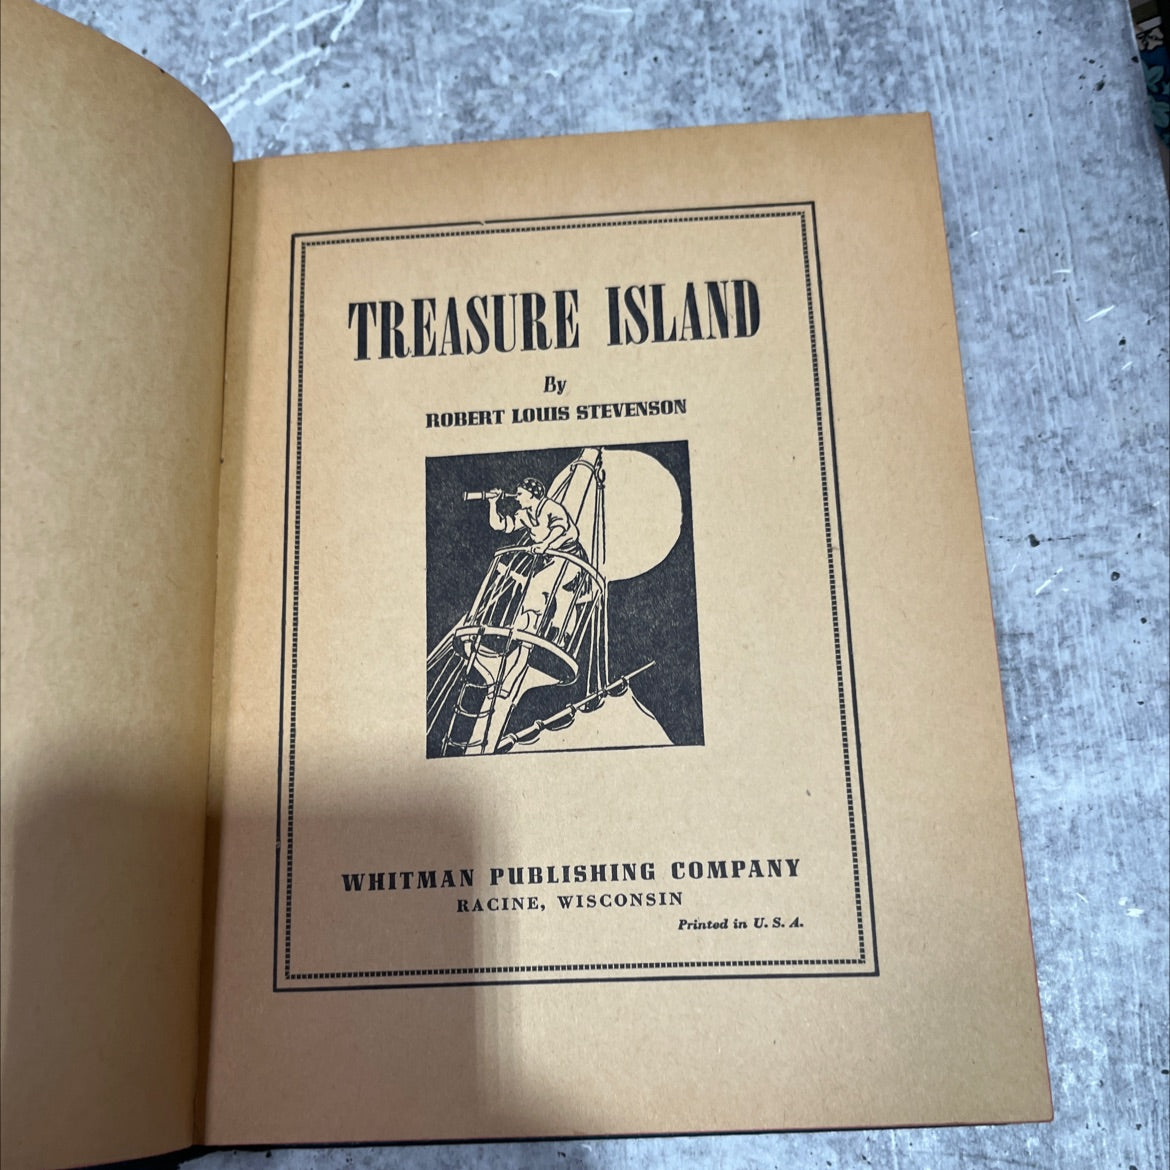 TREASURE ISLAND
By
ROBERT LOUIS STEVENSON
WHITMAN PUBLISHING COMPANY
RACINE, WISCONSIN
Printed in U. S. A.